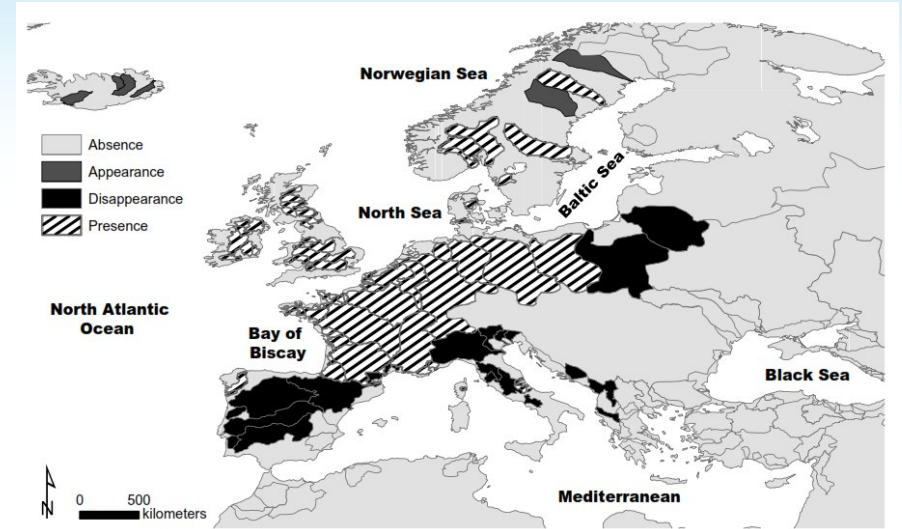 Norwegian Sea
Absence
Appearance
Disappearance
Presence
North Sea
Baltic Sea
North Atlantic
Ocean
Bay of
Biscay
Black Sea
Mediterranean
N
0 500
kilometers